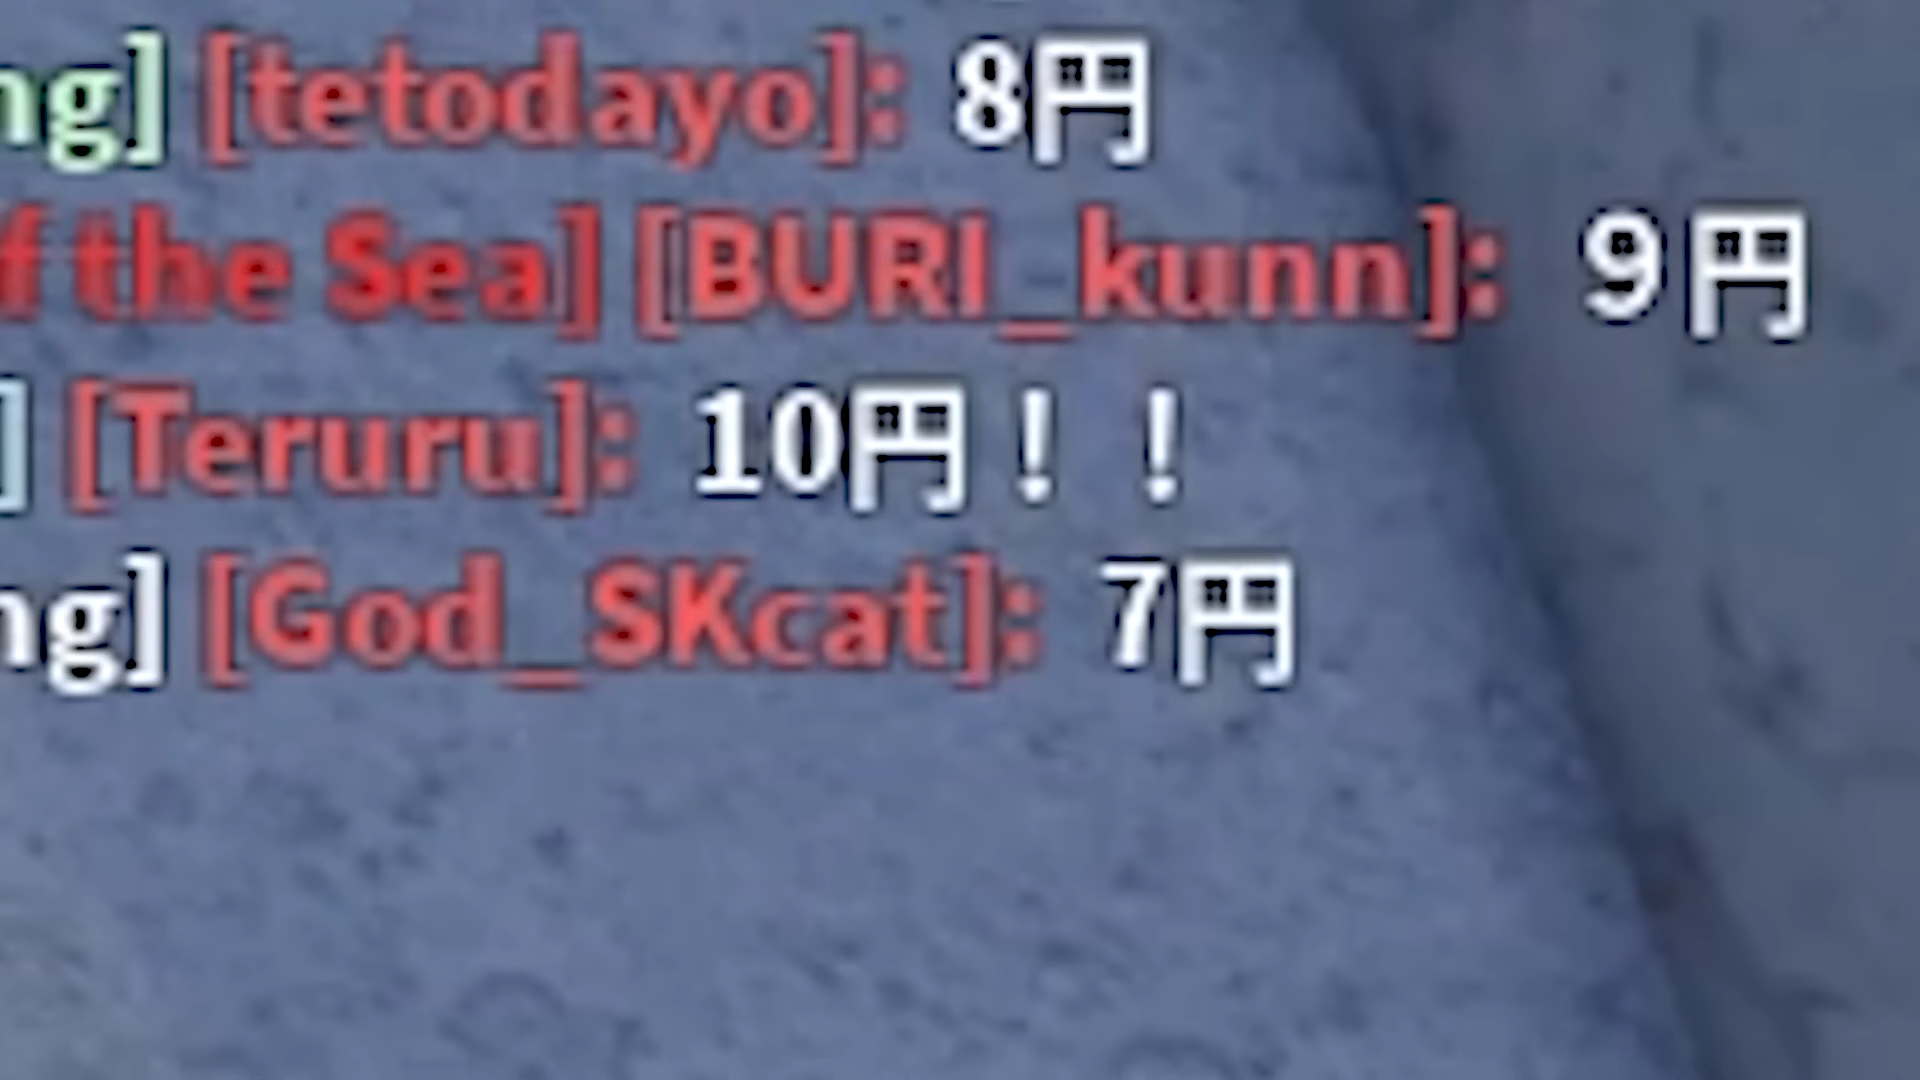 ng] [tetodayo]: 8円
f the Sea] [BURI_kunn]: 9円
] [Teruru]: 10円！！
ng] [God_SKcat]: 7円